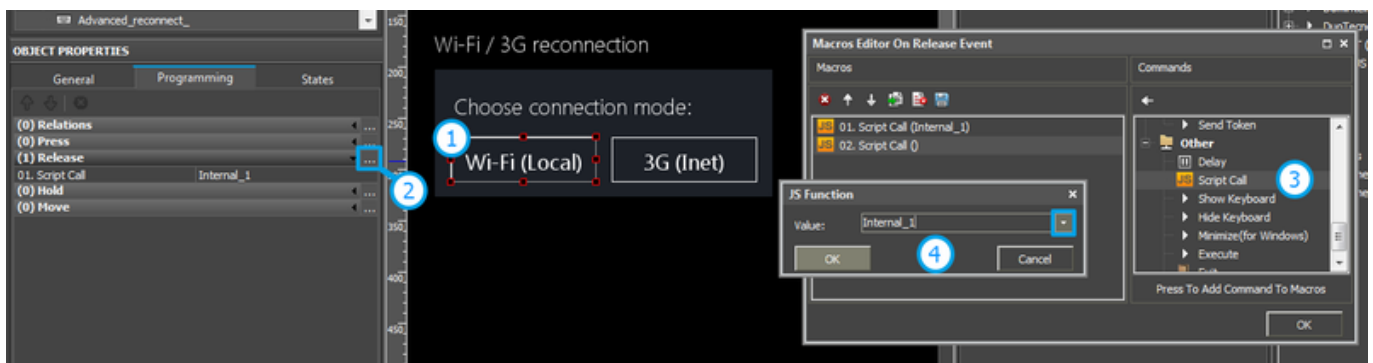 Advanced_reconnect_
OBJECT PROPERTIES
General Programming States
(0) Relations ...
(0) Press ...
(1) Release ...
01. Script Call Internal_1
(0) Hold ...
(0) Move ...
2
150
200
250
350
400
450
Wi-Fi / 3G reconnection
Choose connection mode:
1
Wi-Fi (Local) 3G (Inet)
Macros Editor On Release Event
Macros
JS 01. Script Call (Internal_1)
JS 02. Script Call ()
JS Function
Value: Internal_1
OK 4 Cancel
Commands
Send Token
Other
Delay
JS Script Call 3
Show Keyboard
Hide Keyboard
Minimize(for Windows)
Execute
Press To Add Command To Macros
OK